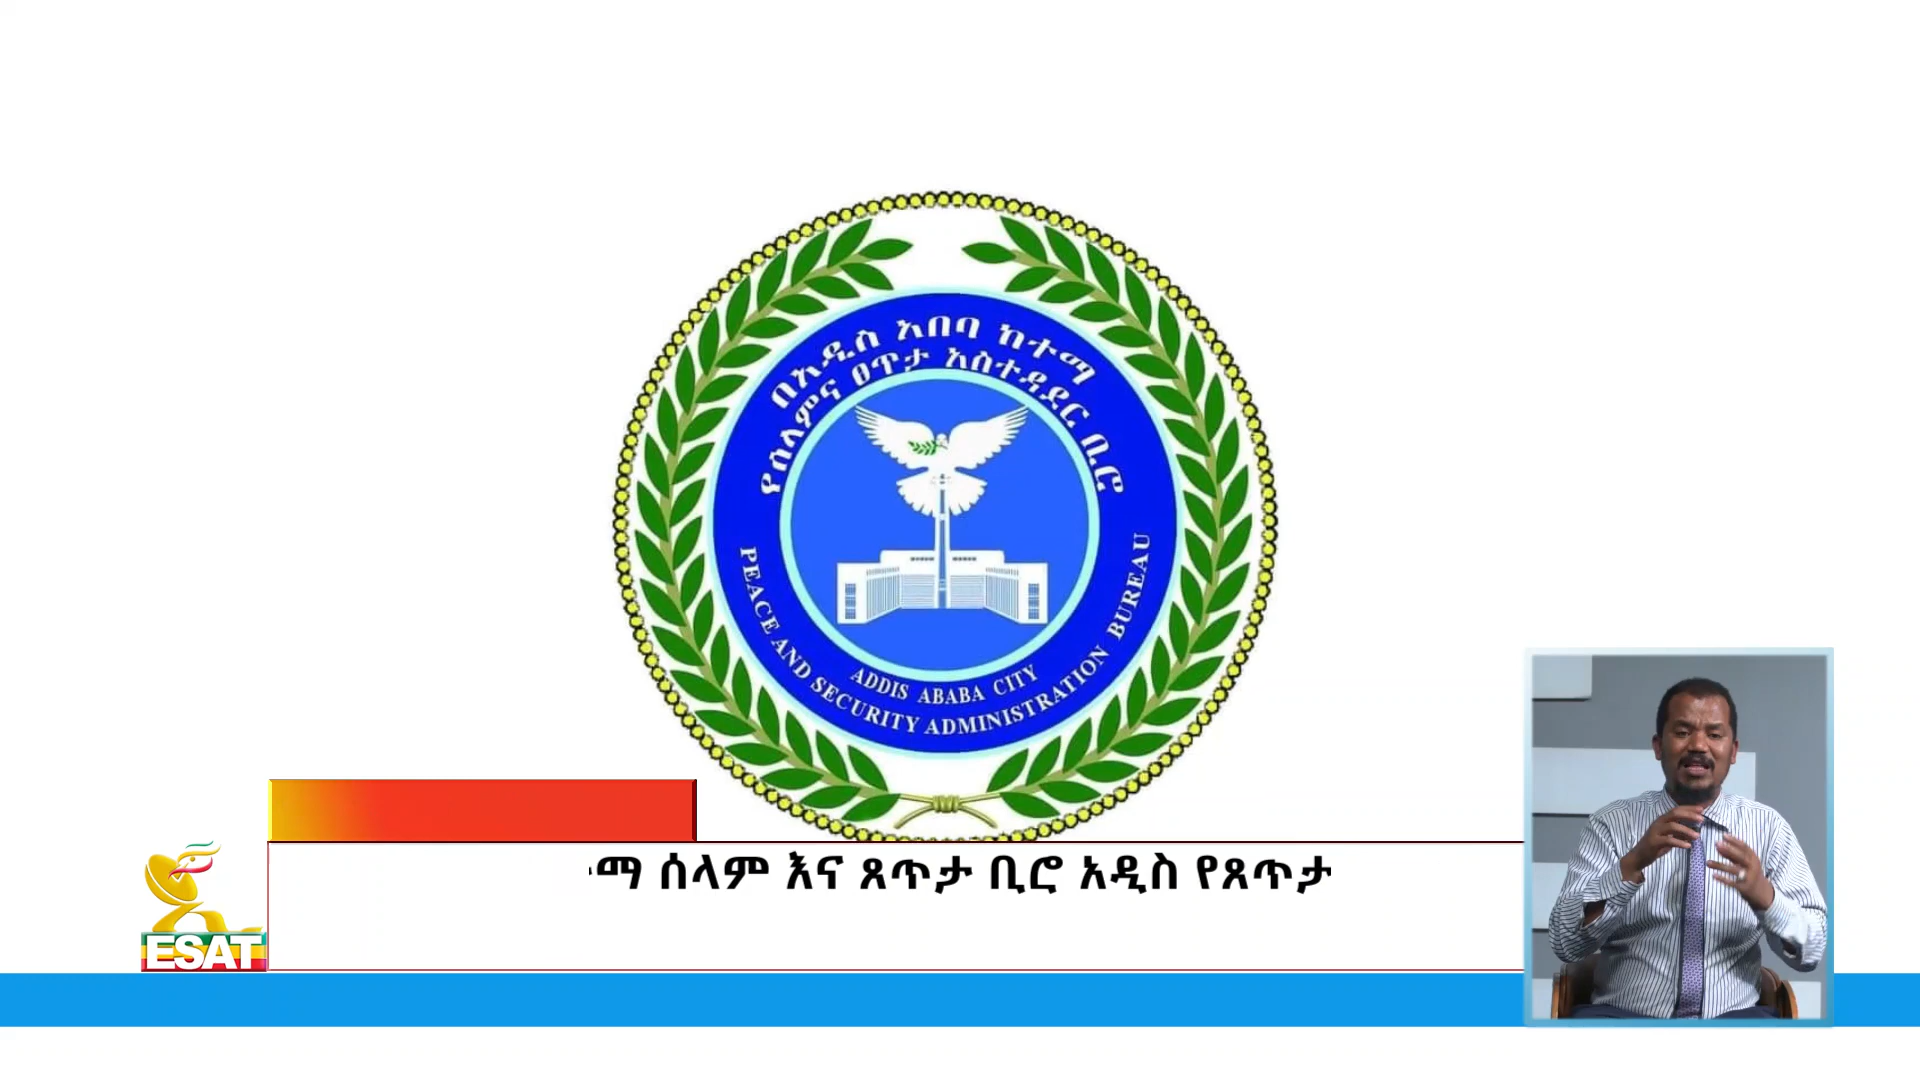 በአዲስ አበባ ከተማ
የሰላምና ፀጥታ አስተዳደር ቢሮ
ADDIS ABABA CITY
PEACE AND SECURITY ADMINISTRATION BUREAU
ሰላም እና ጸጥታ ቢሮ አዲስ የጸጥታ
ESAT